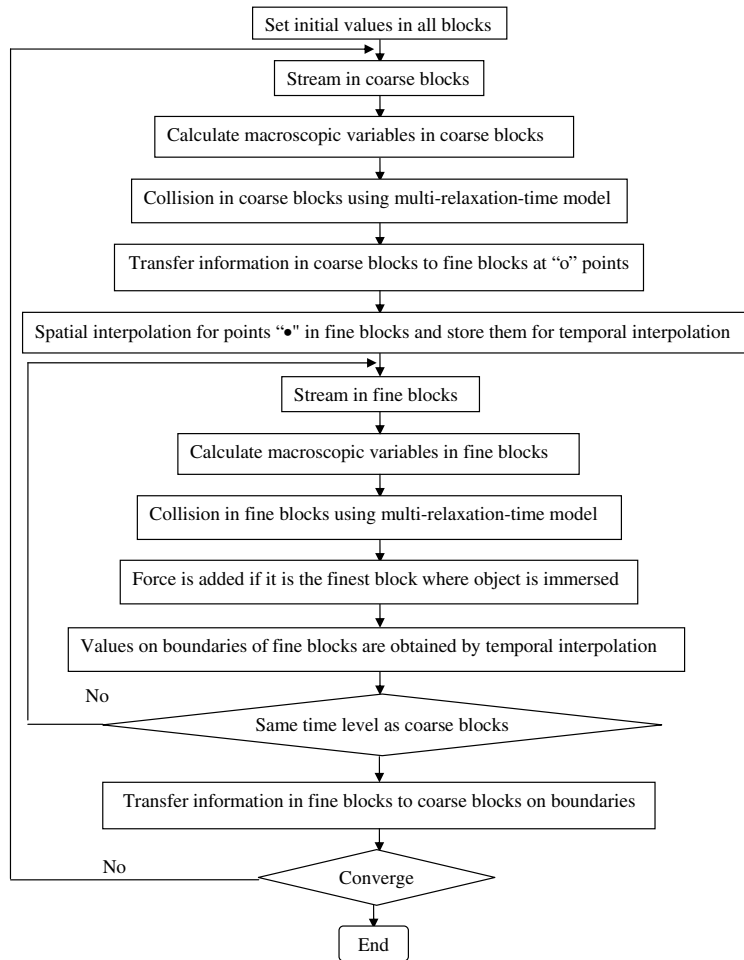 Set initial values in all blocks
Stream in coarse blocks
Calculate macroscopic variables in coarse blocks
Collision in coarse blocks using multi-relaxation-time model
Transfer information in coarse blocks to fine blocks at “o” points
Spatial interpolation for points “•" in fine blocks and store them for temporal interpolation
Stream in fine blocks
Calculate macroscopic variables in fine blocks
Collision in fine blocks using multi-relaxation-time model
Force is added if it is the finest block where object is immersed
Values on boundaries of fine blocks are obtained by temporal interpolation
No
Same time level as coarse blocks
Transfer information in fine blocks to coarse blocks on boundaries
No
Converge
End